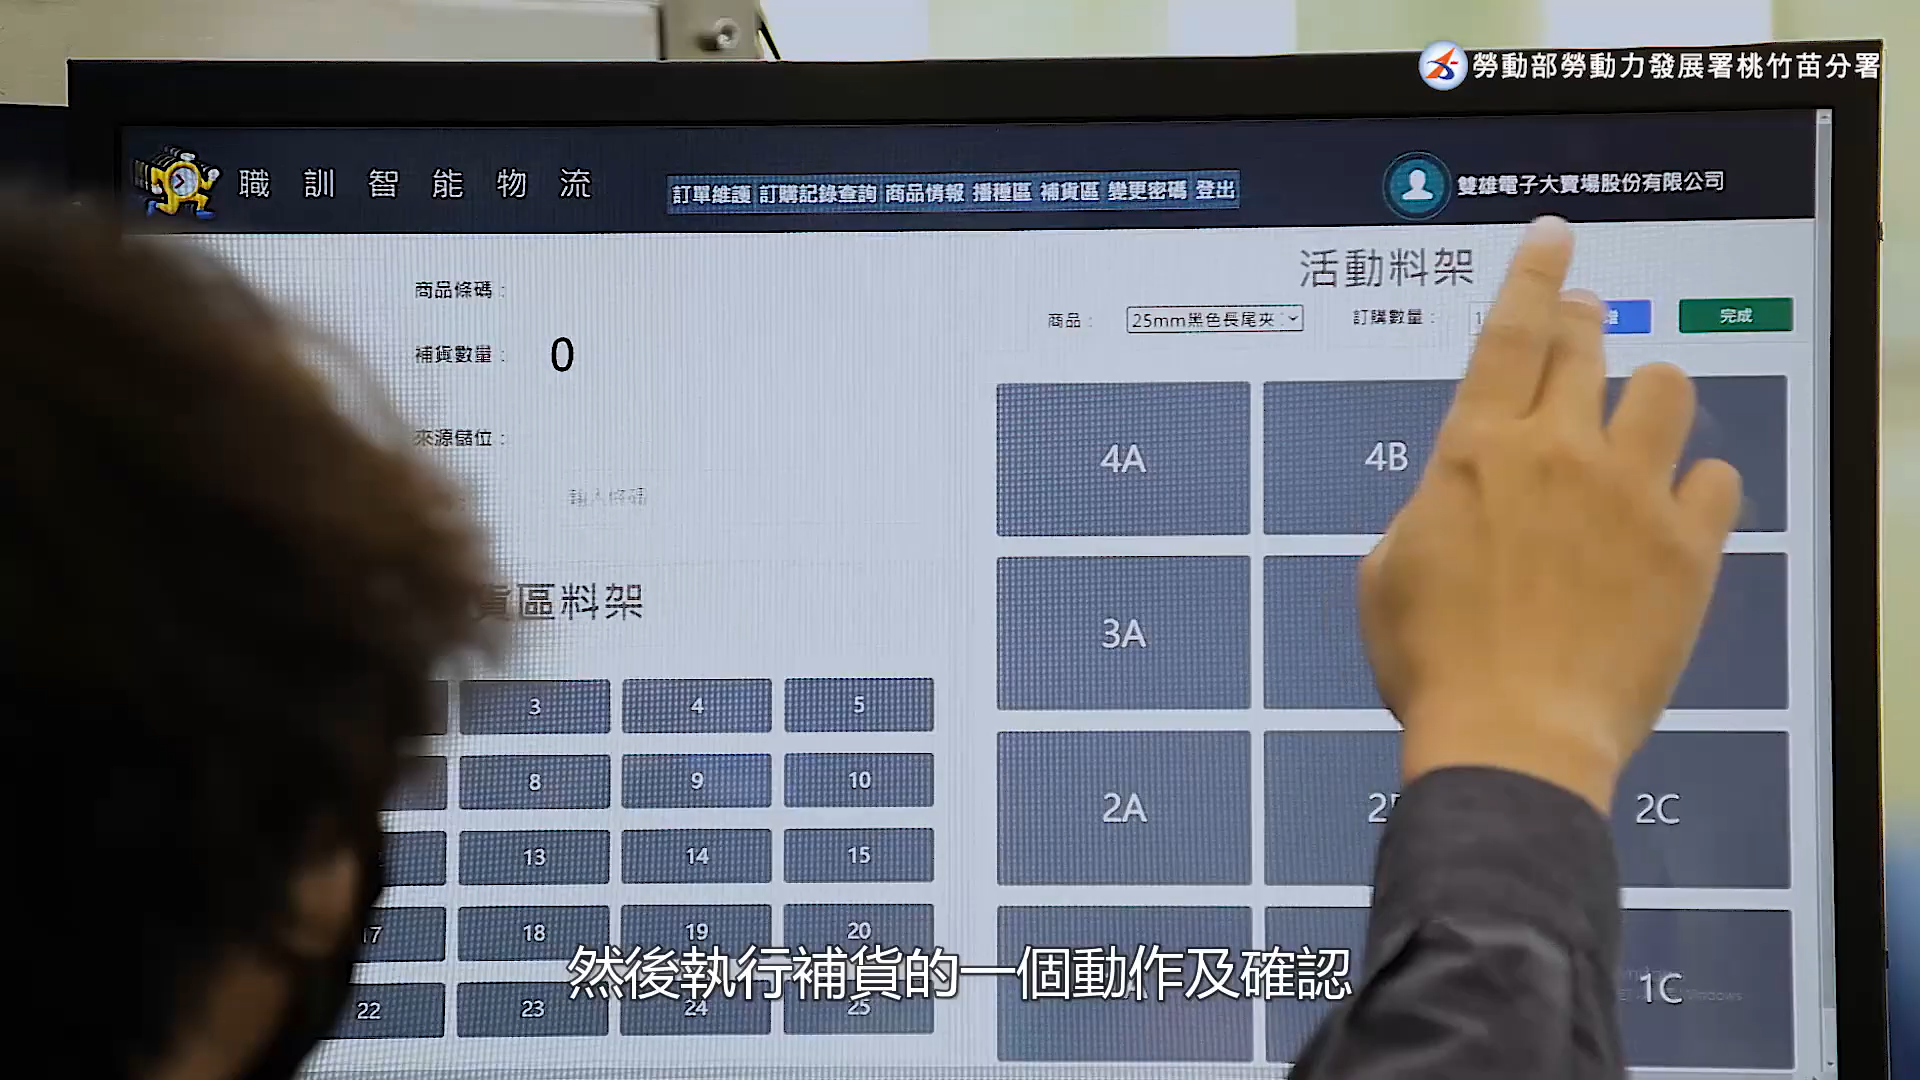 勞動部勞動力發展署桃竹苗分署
職訓智能物流
訂單維護 訂購記錄查詢 商品情報 播種區 補貨區 變更密碼 登出
雙雄電子大賣場股份有限公司
商品條碼：
補貨數量： 0
來源儲位：
輸入條碼
貨區料架
3 4 5
8 9 10
13 14 15
17 18 19 20
22 23 24 25
活動料架
商品： 25mm黑色長尾夾
訂購數量：
完成
4A 4B
3A
2A 2C
1C
然後執行補貨的一個動作及確認